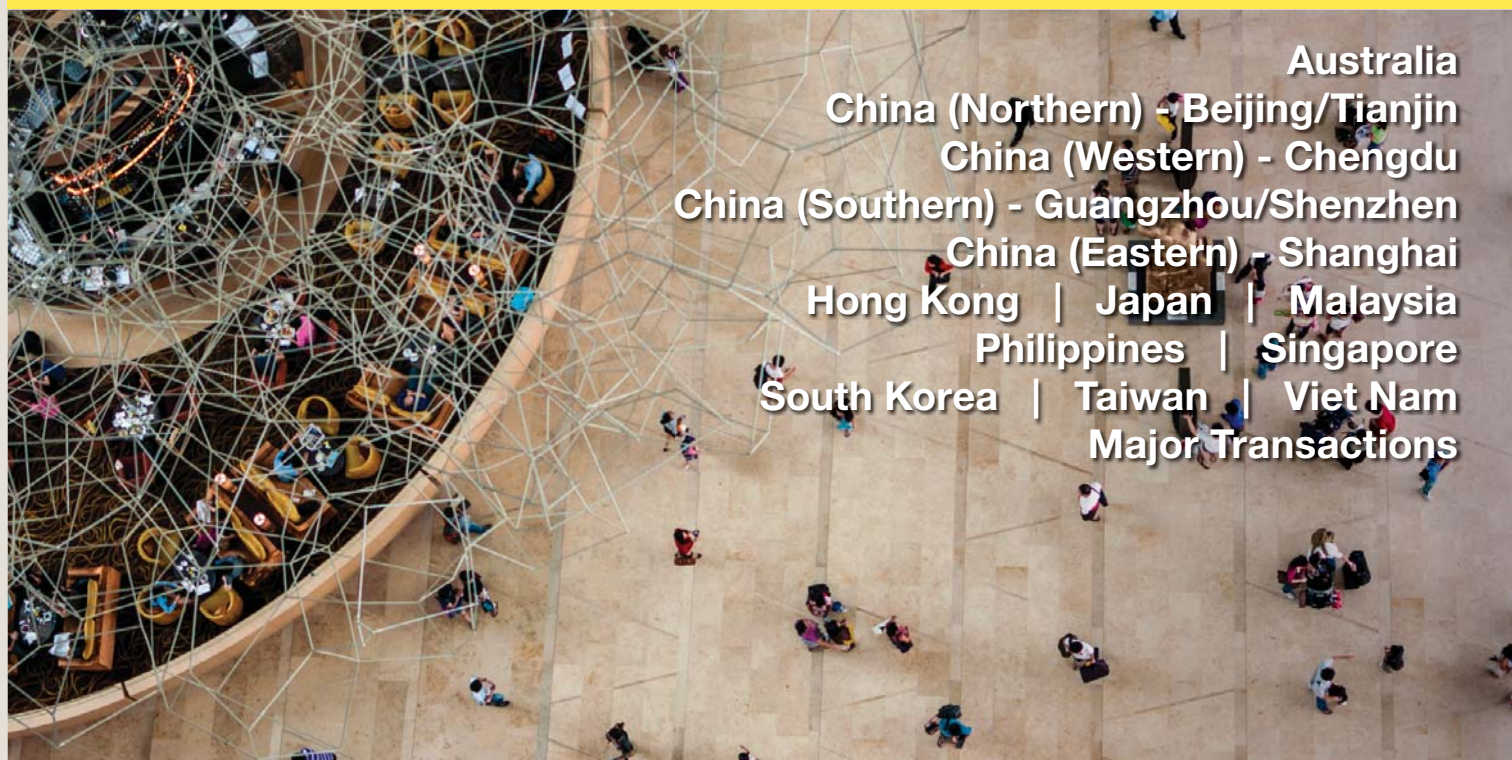 Australia
China (Northern) - Beijing/Tianjin
China (Western) - Chengdu
China (Southern) - Guangzhou/Shenzhen
China (Eastern) - Shanghai
Hong Kong | Japan | Malaysia
Philippines | Singapore
South Korea | Taiwan | Viet Nam
Major Transactions